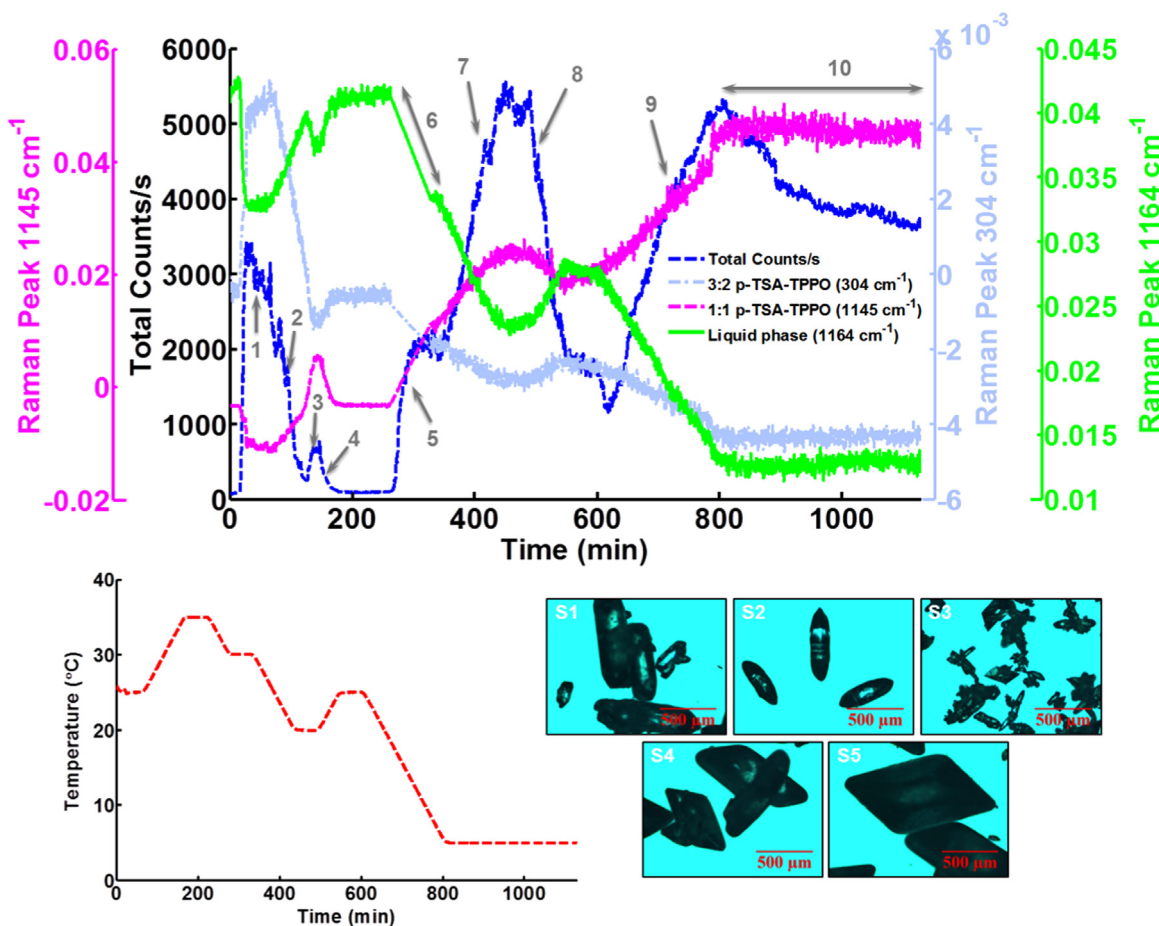 0.06
0.04
0.02
0
-0.02
Raman Peak 1145 cm-1
6000
5000
4000
3000
2000
1000
0
Total Counts/s
x 10-3
6
4
2
0
-2
-4
-6
Raman Peak 304 cm-1
0.045
0.04
0.035
0.03
0.025
0.02
0.015
0.01
Raman Peak 1164 cm-1
1
2
3
4
5
6
7
8
9
10
Total Counts/s
3:2 p-TSA-TPPO (304 cm-1)
1:1 p-TSA-TPPO (1145 cm-1)
Liquid phase (1164 cm-1)
0 200 400 600 800 1000
Time (min)
40
30
20
10
0
Temperature (°C)
0 200 400 600 800 1000
Time (min)
S1
500 µm
S2
500 µm
S3
500 µm
S4
500 µm
S5
500 µm